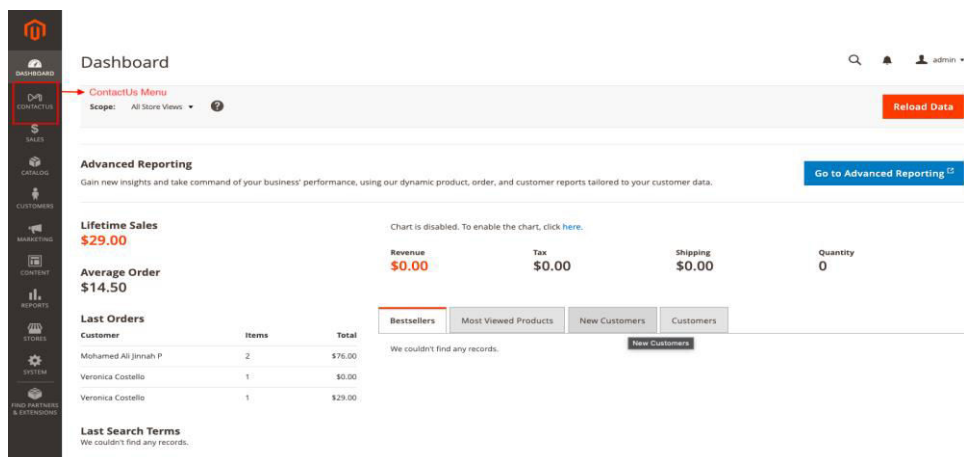 Dashboard
admin
DASHBOARD
CONTACTUS
SALES
CATALOG
CUSTOMERS
MARKETING
CONTENT
REPORTS
STORES
SYSTEM
FIND PARTNERS
& EXTENSIONS
ContactUs Menu
Scope: All Store Views ?
Reload Data
Advanced Reporting
Gain new insights and take command of your business' performance, using our dynamic product, order, and customer reports tailored to your customer data.
Go to Advanced Reporting
Lifetime Sales
$29.00
Average Order
$14.50
Last Orders
Customer Items Total
Mohamed Ali Jinnah P 2 $76.00
Veronica Costello 1 $0.00
Veronica Costello 1 $29.00
Last Search Terms
We couldn't find any records.
Chart is disabled. To enable the chart, click here.
Revenue Tax Shipping Quantity
$0.00 $0.00 $0.00 0
Bestsellers Most Viewed Products New Customers Customers
New Customers
We couldn't find any records.